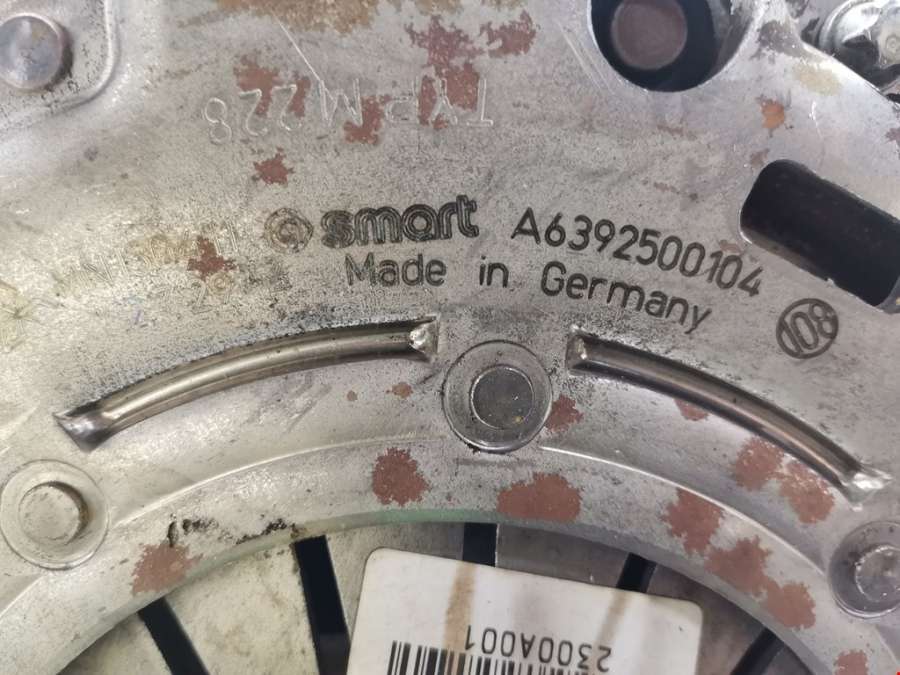 TYP M228
smart A6392500104
Made in Germany
108
2300A001